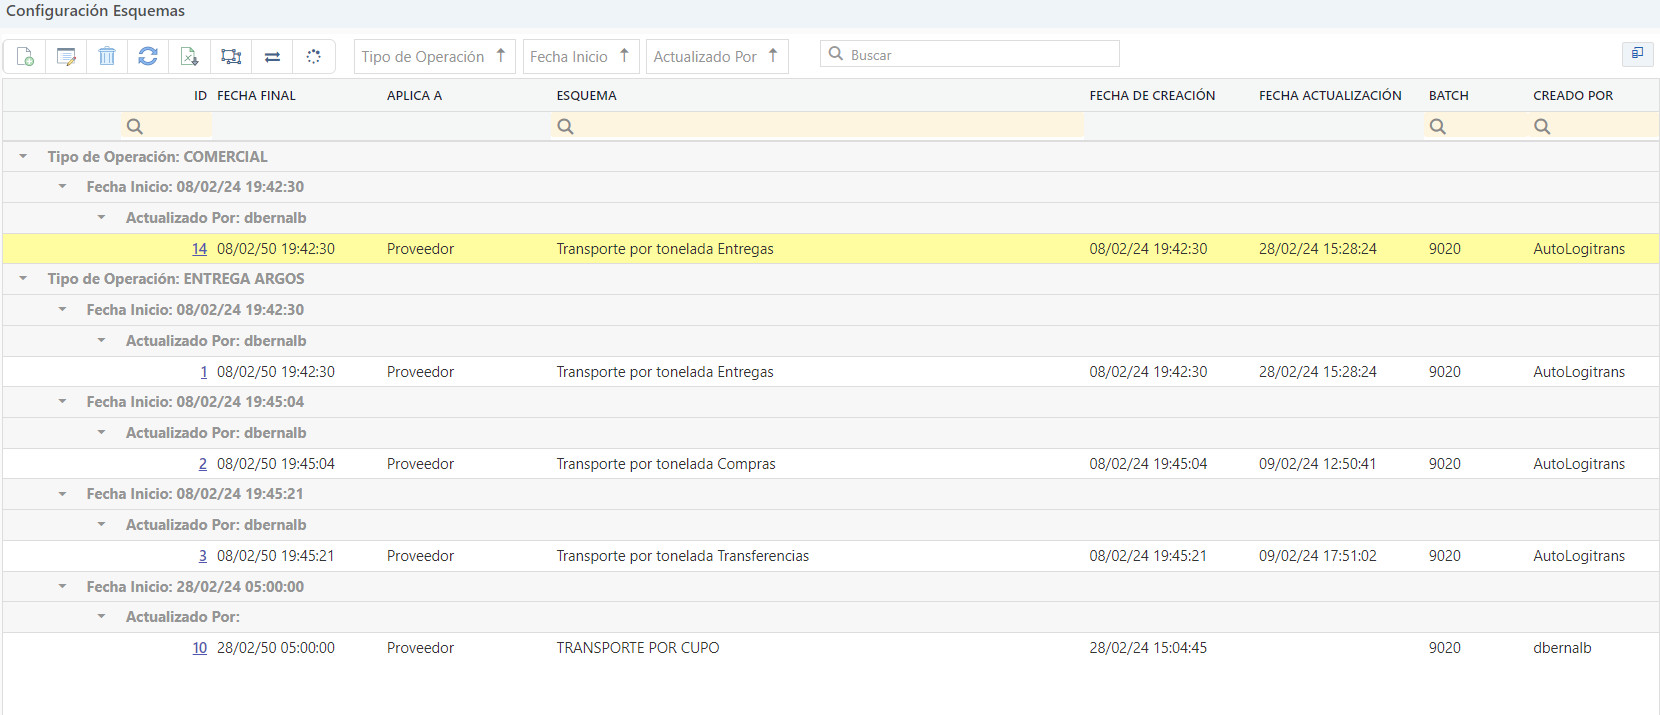 Configuración Esquemas
Tipo de Operación Fecha Inicio Actualizado Por Buscar
ID FECHA FINAL APLICA A ESQUEMA FECHA DE CREACIÓN FECHA ACTUALIZACIÓN BATCH CREADO POR
Tipo de Operación: COMERCIAL
Fecha Inicio: 08/02/24 19:42:30
Actualizado Por: dbernalb
14 08/02/50 19:42:30 Proveedor Transporte por tonelada Entregas 08/02/24 19:42:30 28/02/24 15:28:24 9020 AutoLogitrans
Tipo de Operación: ENTREGA ARGOS
Fecha Inicio: 08/02/24 19:42:30
Actualizado Por: dbernalb
1 08/02/50 19:42:30 Proveedor Transporte por tonelada Entregas 08/02/24 19:42:30 28/02/24 15:28:24 9020 AutoLogitrans
Fecha Inicio: 08/02/24 19:45:04
Actualizado Por: dbernalb
2 08/02/50 19:45:04 Proveedor Transporte por tonelada Compras 08/02/24 19:45:04 09/02/24 12:50:41 9020 AutoLogitrans
Fecha Inicio: 08/02/24 19:45:21
Actualizado Por: dbernalb
3 08/02/50 19:45:21 Proveedor Transporte por tonelada Transferencias 08/02/24 19:45:21 09/02/24 17:51:02 9020 AutoLogitrans
Fecha Inicio: 28/02/24 05:00:00
Actualizado Por:
10 28/02/50 05:00:00 Proveedor TRANSPORTE POR CUPO 28/02/24 15:04:45 9020 dbernalb